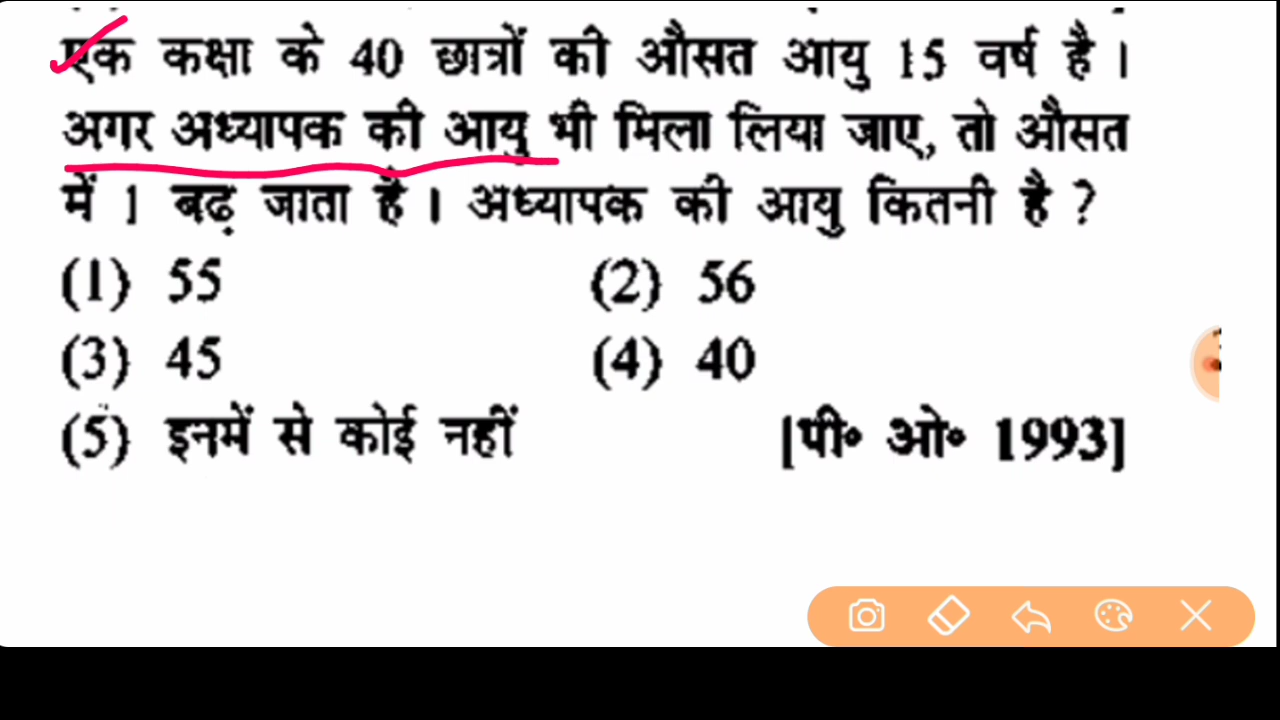 एक कक्षा के 40 छात्रों की औसत आयु 15 वर्ष है ।
अगर अध्यापक की आयु भी मिला लिया जाए, तो औसत
में 1 बढ़ जाता है । अध्यापक की आयु कितनी है ?
(1) 55 (2) 56
(3) 45 (4) 40
(5) इनमें से कोई नहीं [पी॰ ओ॰ 1993]